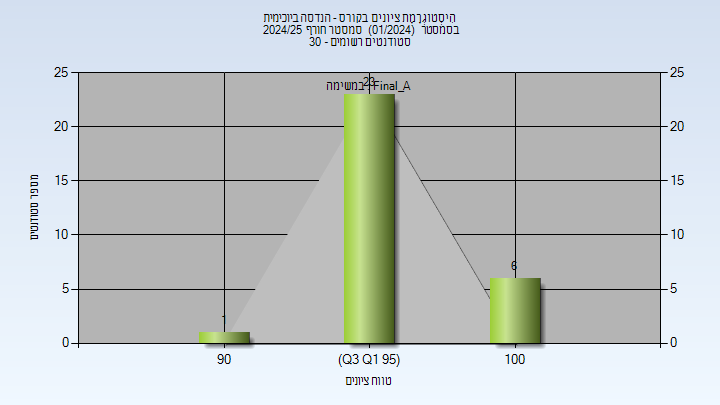 היסטוגרמת ציונים בקורס - הנדסה ביוכימית
בסמסטר (01/2024) סמסטר חורף 2024/25
סטודנטים רשומים - 30
במשימה: Final_A
מספר סטודנטים
25
20
15
10
5
0
25
20
15
10
5
0
1
23
6
90
(Q3 Q1 95)
100
טווח ציונים